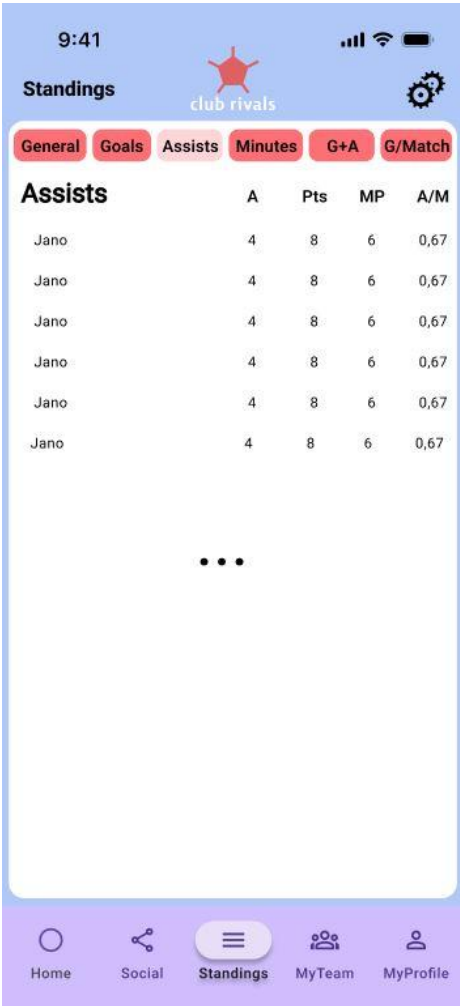 9:41
Standings
club rivals
General Goals Assists Minutes G+A G/Match
Assists A Pts MP A/M
Jano 4 8 6 0,67
Jano 4 8 6 0,67
Jano 4 8 6 0,67
Jano 4 8 6 0,67
Jano 4 8 6 0,67
Jano 4 8 6 0,67
...
Home Social Standings MyTeam MyProfile